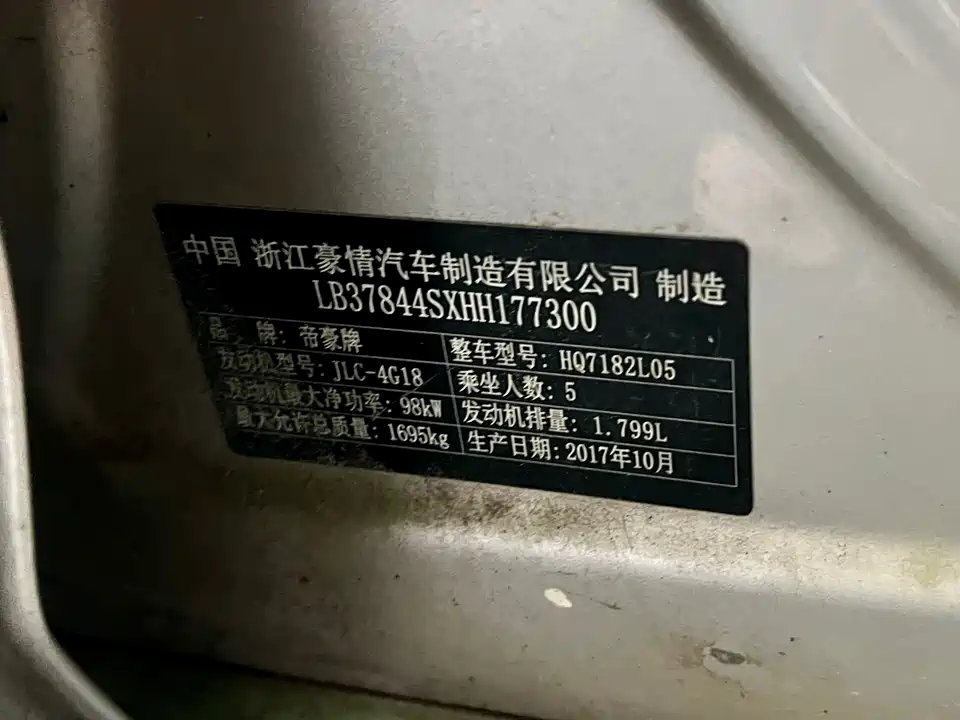 中国 浙江豪情汽车制造有限公司 制造
LB37844SXHH177300
品 牌：帝豪牌 整车型号：HQ7182L05
发动机型号：JLC-4G18 乘坐人数：5
发动机最大净功率：98kW 发动机排量：1.799L
最大允许总质量：1695kg 生产日期：2017年10月